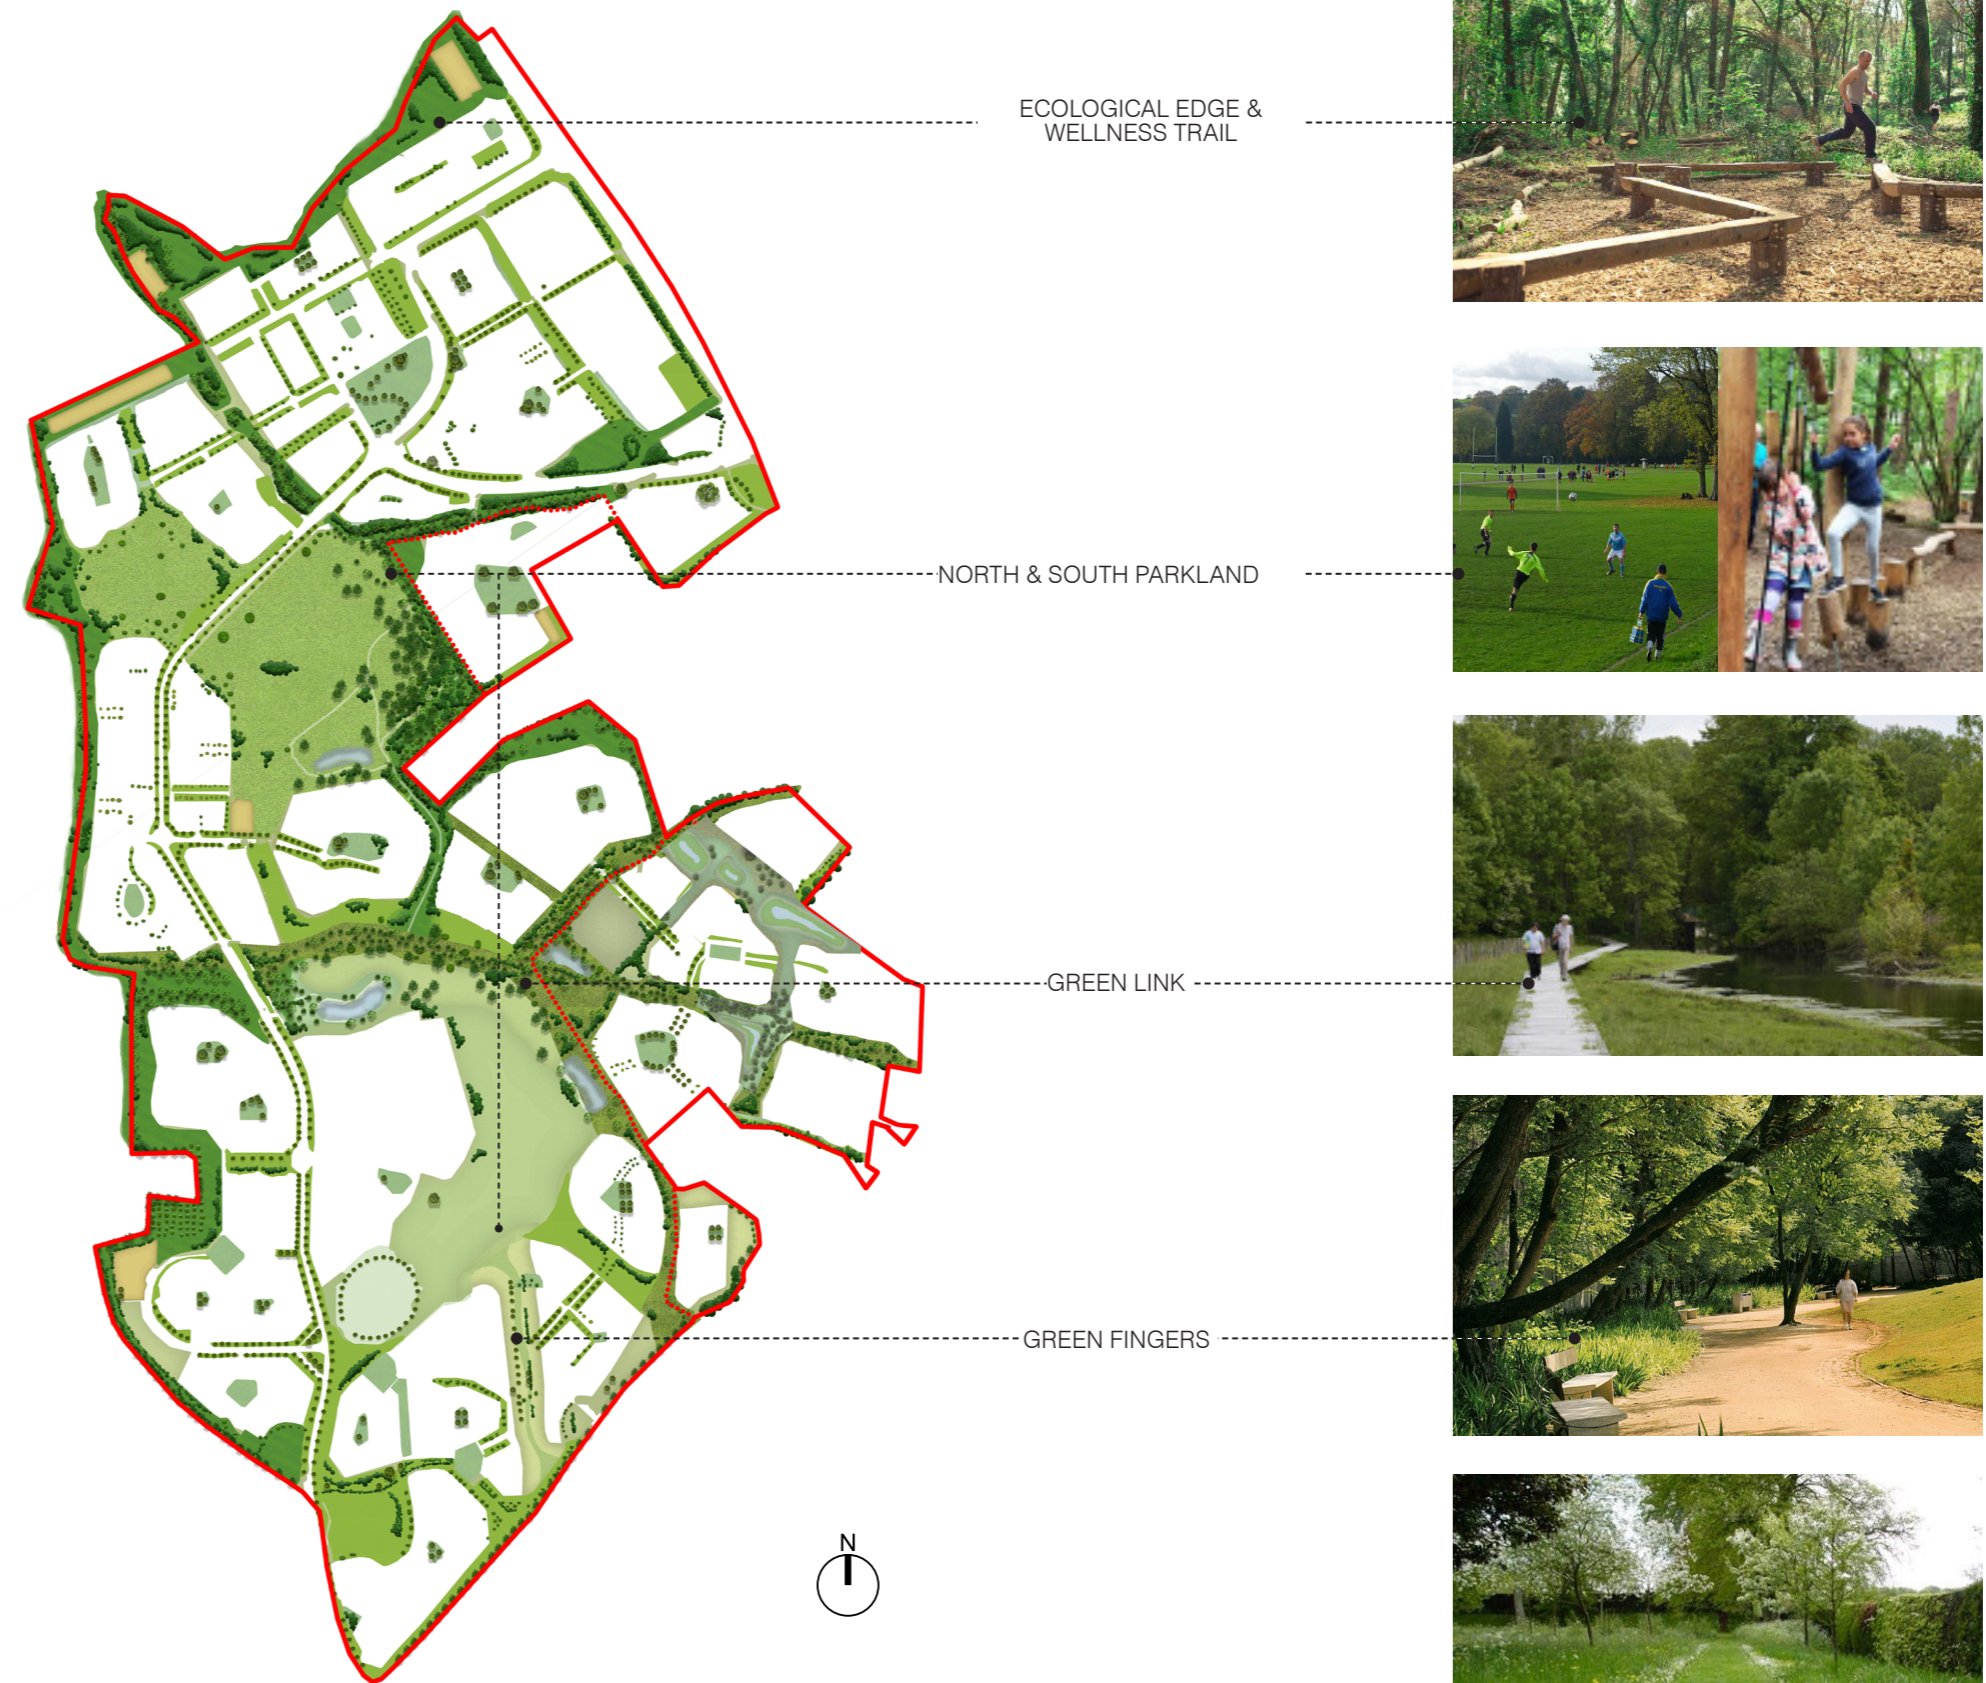 ECOLOGICAL EDGE &
WELLNESS TRAIL
NORTH & SOUTH PARKLAND
GREEN LINK
GREEN FINGERS
N